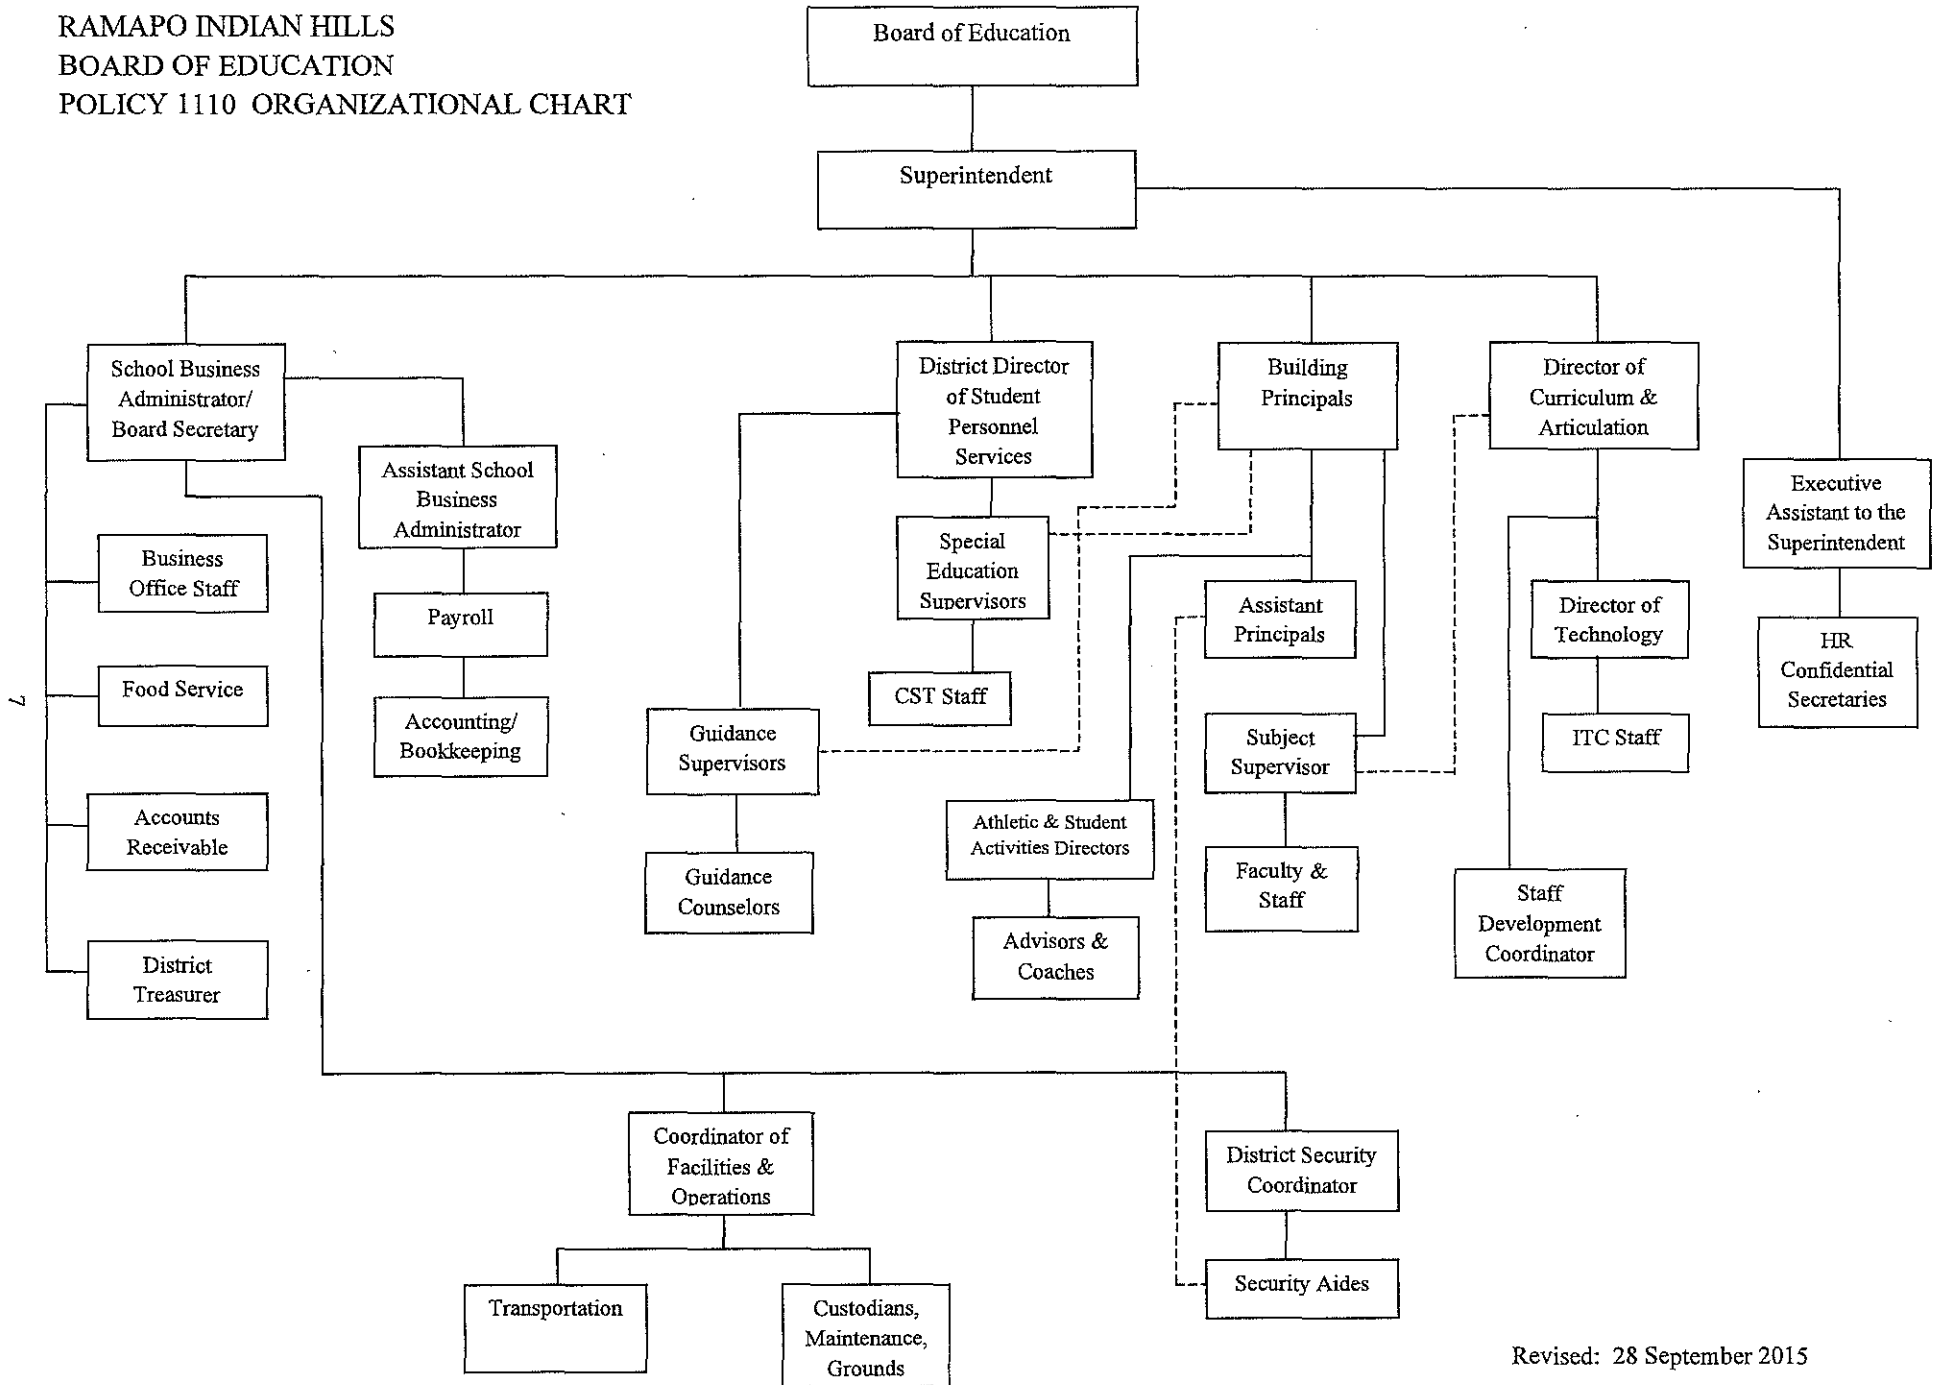 RAMAPO INDIAN HILLS
BOARD OF EDUCATION
POLICY 1110 ORGANIZATIONAL CHART
Board of Education
Superintendent
School Business
Administrator/
Board Secretary
District Director
of Student
Personnel
Services
Building
Principals
Director of
Curriculum &
Articulation
Executive
Assistant to the
Superintendent
Assistant School
Business
Administrator
Business
Office Staff
Special
Education
Supervisors
Assistant
Principals
Director of
Technology
HR
Confidential
Secretaries
Payroll
Food Service
CST Staff
Accounting/
Bookkeeping
Guidance
Supervisors
Subject
Supervisor
ITC Staff
7
Accounts
Receivable
Athletic & Student
Activities Directors
Guidance
Counselors
Faculty &
Staff
Staff
Development
Coordinator
Advisors &
Coaches
District
Treasurer
Coordinator of
Facilities &
Operations
District Security
Coordinator
Security Aides
Transportation
Custodians,
Maintenance,
Grounds
Revised: 28 September 2015